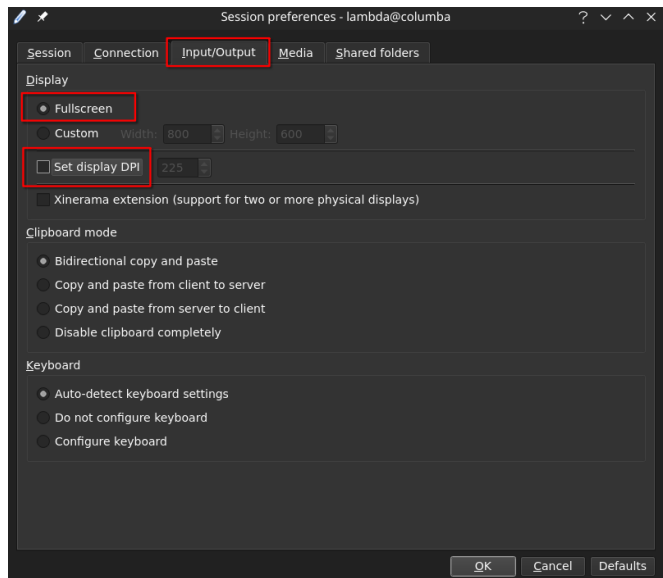 Session preferences - lambda@columba
Session Connection Input/Output Media Shared folders
Display
Fullscreen
Custom Width: 800 Height: 600
Set display DPI 225
Xinerama extension (support for two or more physical displays)
Clipboard mode
Bidirectional copy and paste
Copy and paste from client to server
Copy and paste from server to client
Disable clipboard completely
Keyboard
Auto-detect keyboard settings
Do not configure keyboard
Configure keyboard
OK Cancel Defaults